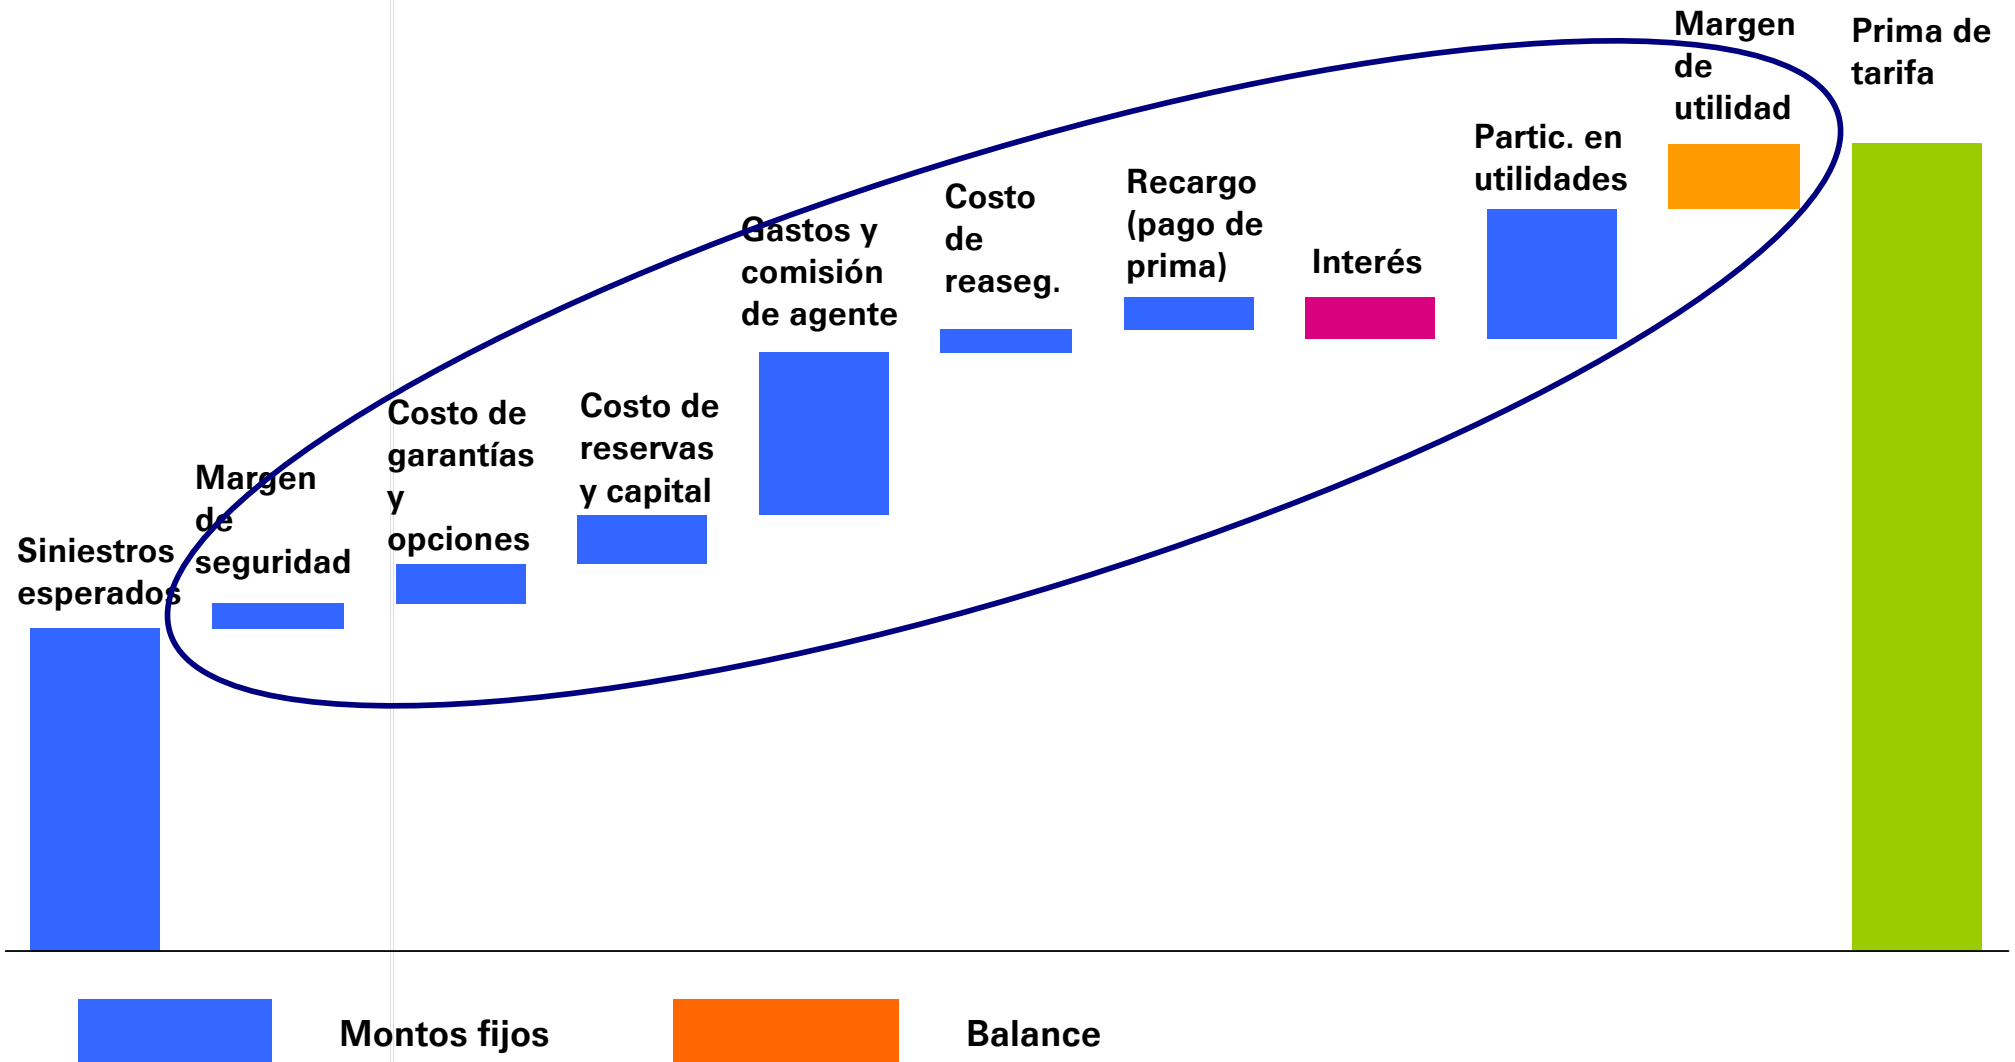 Siniestros
esperados
Margen
de
seguridad
Costo de
garantías
y
opciones
Costo de
reservas
y capital
Gastos y
comisión
de agente
Costo
de
reaseg.
Recargo
(pago de
prima)
Interés
Partic. en
utilidades
Margen
de
utilidad
Prima de
tarifa
Montos fijos
Balance